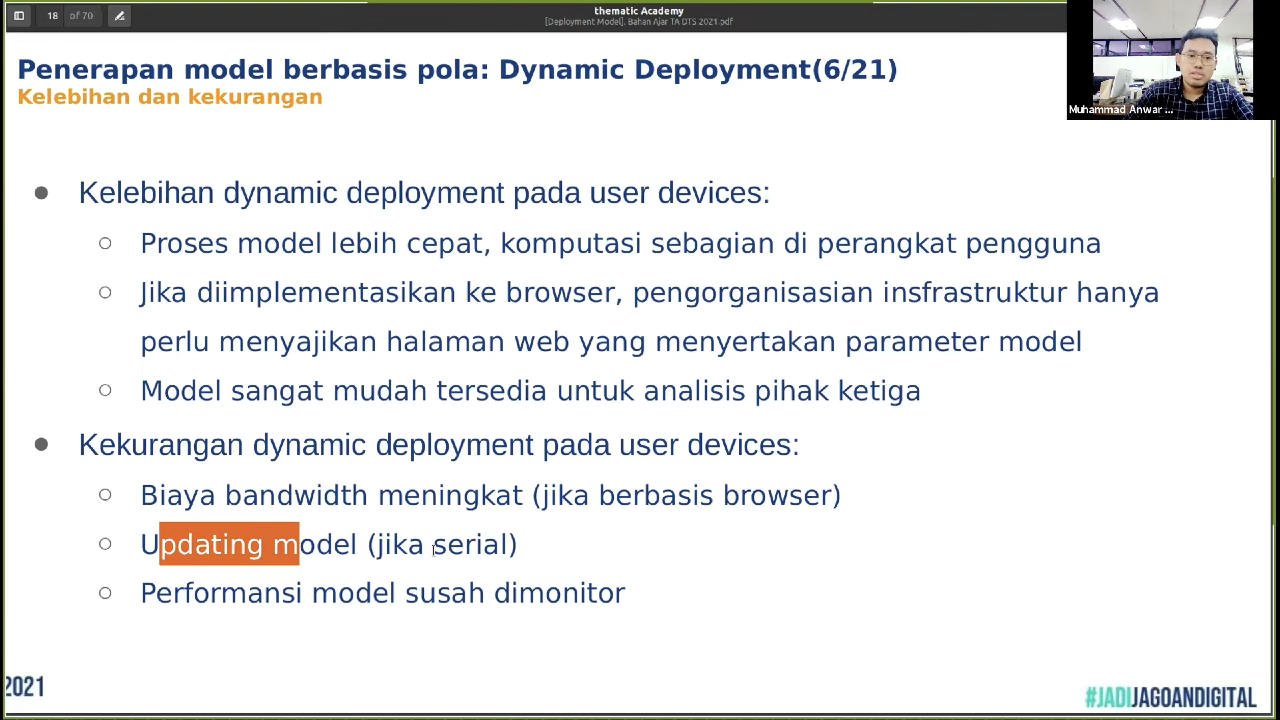 18 of 70
thematic Academy
[Deployment Model]. Bahan Ajar TA DTS 2021.pdf
Muhammad Anwar ...
Penerapan model berbasis pola: Dynamic Deployment(6/21)
Kelebihan dan kekurangan
● Kelebihan dynamic deployment pada user devices:
○ Proses model lebih cepat, komputasi sebagian di perangkat pengguna
○ Jika diimplementasikan ke browser, pengorganisasian insfrastruktur hanya
perlu menyajikan halaman web yang menyertakan parameter model
○ Model sangat mudah tersedia untuk analisis pihak ketiga
● Kekurangan dynamic deployment pada user devices:
○ Biaya bandwidth meningkat (jika berbasis browser)
○ Updating model (jika serial)
○ Performansi model susah dimonitor
2021
#JADIJAGOANDIGITAL